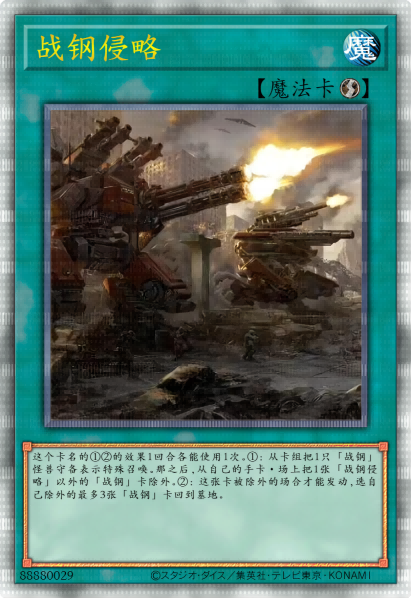 战钢侵略
魔
【魔法卡】
这个卡名的①②的效果1回合各能使用1次。①：从卡组把1只「战钢」
怪兽守备表示特殊召唤。那之后，从自己的手卡・场上把1张「战钢侵
略」以外的「战钢」卡除外。②：这张卡被除外的场合才能发动，选自
己除外的最多3张「战钢」卡回到墓地。
88880029
©スタジオ・ダイス／集英社・テレビ東京・KONAMI